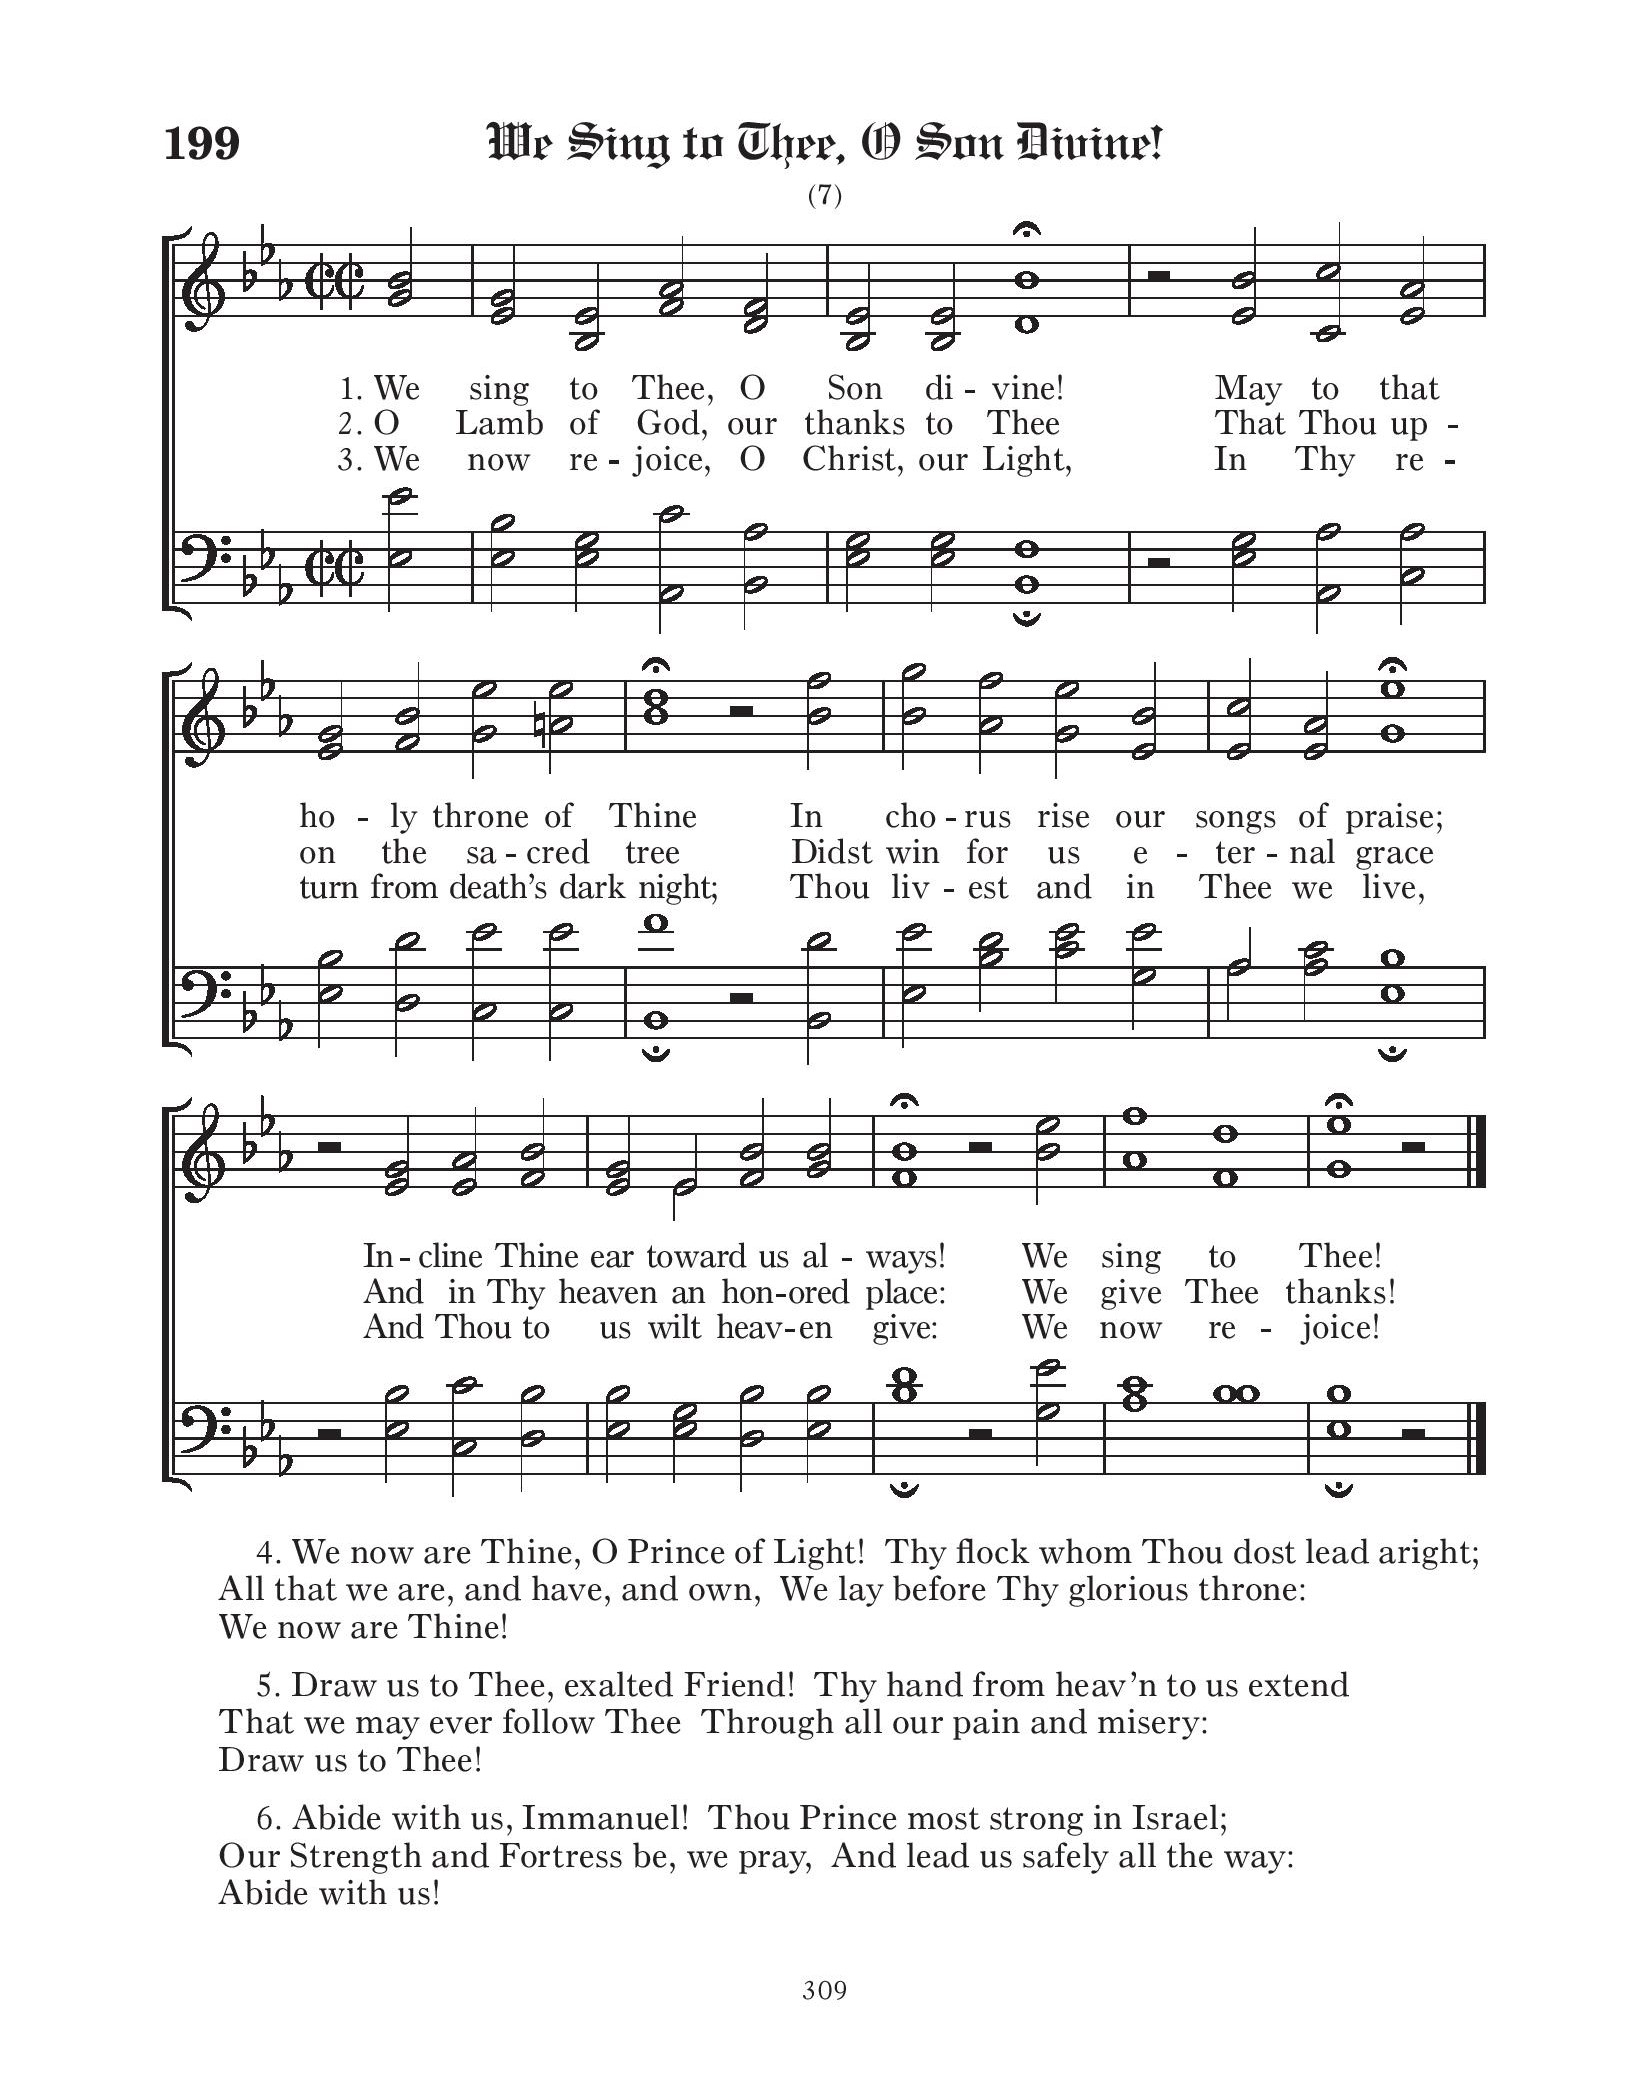 199 We Sing to Thee, O Son Divine!
(7)
1. We sing to Thee, O Son di - vine! May to that
2. O Lamb of God, our thanks to Thee That Thou up -
3. We now re - joice, O Christ, our Light, In Thy re -
ho - ly throne of Thine In cho - rus rise our songs of praise;
on the sa - cred tree Didst win for us e - ter - nal grace
turn from death’s dark night; Thou liv - est and in Thee we live,
In - cline Thine ear toward us al - ways! We sing to Thee!
And in Thy heaven an hon-ored place: We give Thee thanks!
And Thou to us wilt heav-en give: We now re - joice!
4. We now are Thine, O Prince of Light! Thy flock whom Thou dost lead aright;
All that we are, and have, and own, We lay before Thy glorious throne:
We now are Thine!
5. Draw us to Thee, exalted Friend! Thy hand from heav’n to us extend
That we may ever follow Thee Through all our pain and misery:
Draw us to Thee!
6. Abide with us, Immanuel! Thou Prince most strong in Israel;
Our Strength and Fortress be, we pray, And lead us safely all the way:
Abide with us!
309